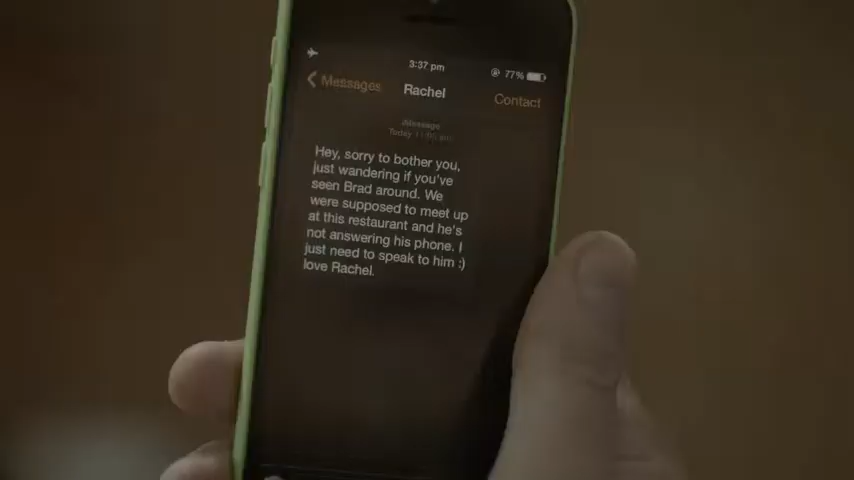 3:37 pm
77%
Messages
Rachel
Contact
iMessage
Today
Hey, sorry to bother you,
just wandering if you've
seen Brad around. We
were supposed to meet up
at this restaurant and he's
not answering his phone. I
just need to speak to him :)
love Rachel.